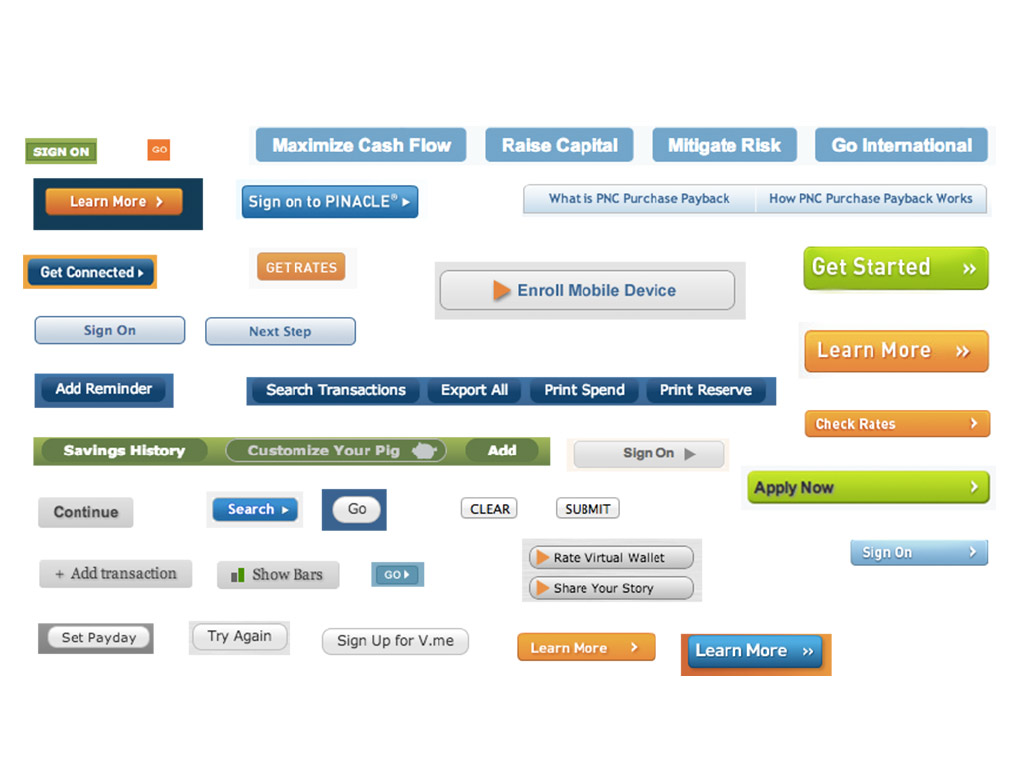 SIGN ON
GO
Maximize Cash Flow
Raise Capital
Mitigate Risk
Go International
Learn More
Sign on to PINACLE®
What is PNC Purchase Payback
How PNC Purchase Payback Works
Get Connected
GET RATES
Enroll Mobile Device
Get Started
Sign On
Next Step
Learn More
Add Reminder
Search Transactions
Export All
Print Spend
Print Reserve
Check Rates
Savings History
Customize Your Pig
Add
Sign On
Apply Now
Continue
Search
Go
CLEAR
SUBMIT
Sign On
+ Add transaction
Show Bars
GO
Rate Virtual Wallet
Share Your Story
Set Payday
Try Again
Sign Up for V.me
Learn More
Learn More